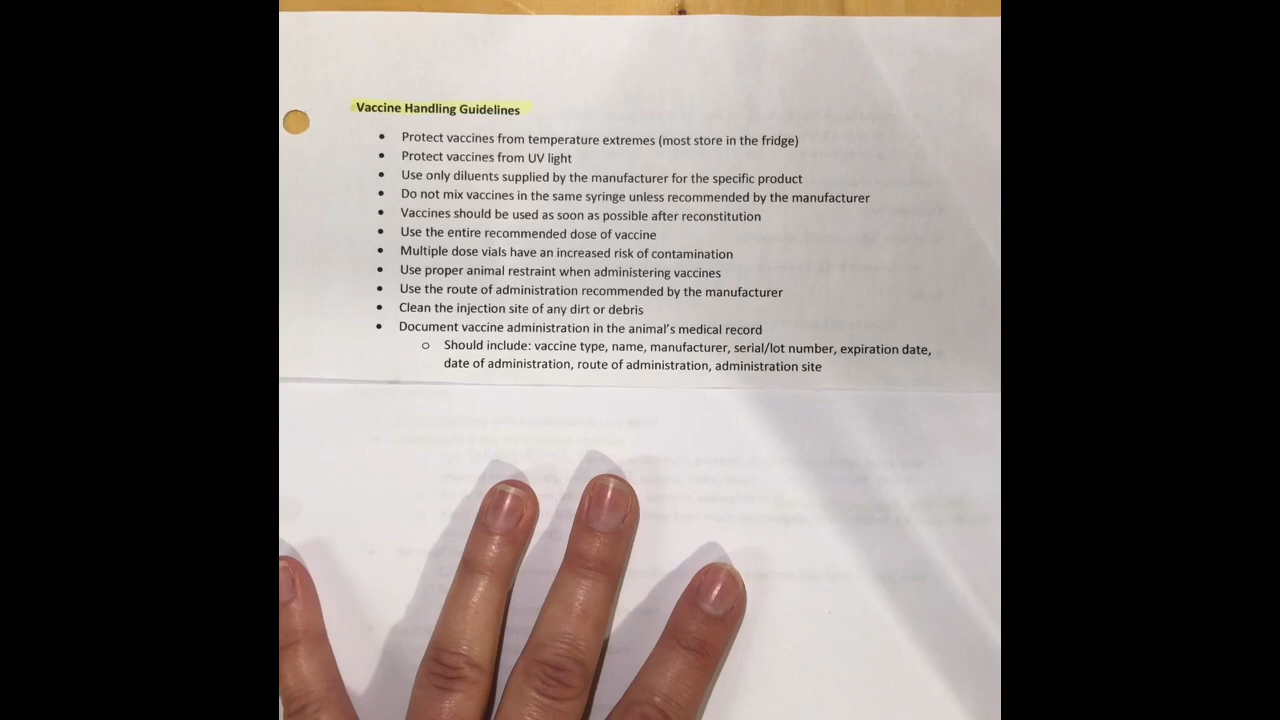 Vaccine Handling Guidelines
• Protect vaccines from temperature extremes (most store in the fridge)
• Protect vaccines from UV light
• Use only diluents supplied by the manufacturer for the specific product
• Do not mix vaccines in the same syringe unless recommended by the manufacturer
• Vaccines should be used as soon as possible after reconstitution
• Use the entire recommended dose of vaccine
• Multiple dose vials have an increased risk of contamination
• Use proper animal restraint when administering vaccines
• Use the route of administration recommended by the manufacturer
• Clean the injection site of any dirt or debris
• Document vaccine administration in the animal's medical record
o Should include: vaccine type, name, manufacturer, serial/lot number, expiration date,
date of administration, route of administration, administration site